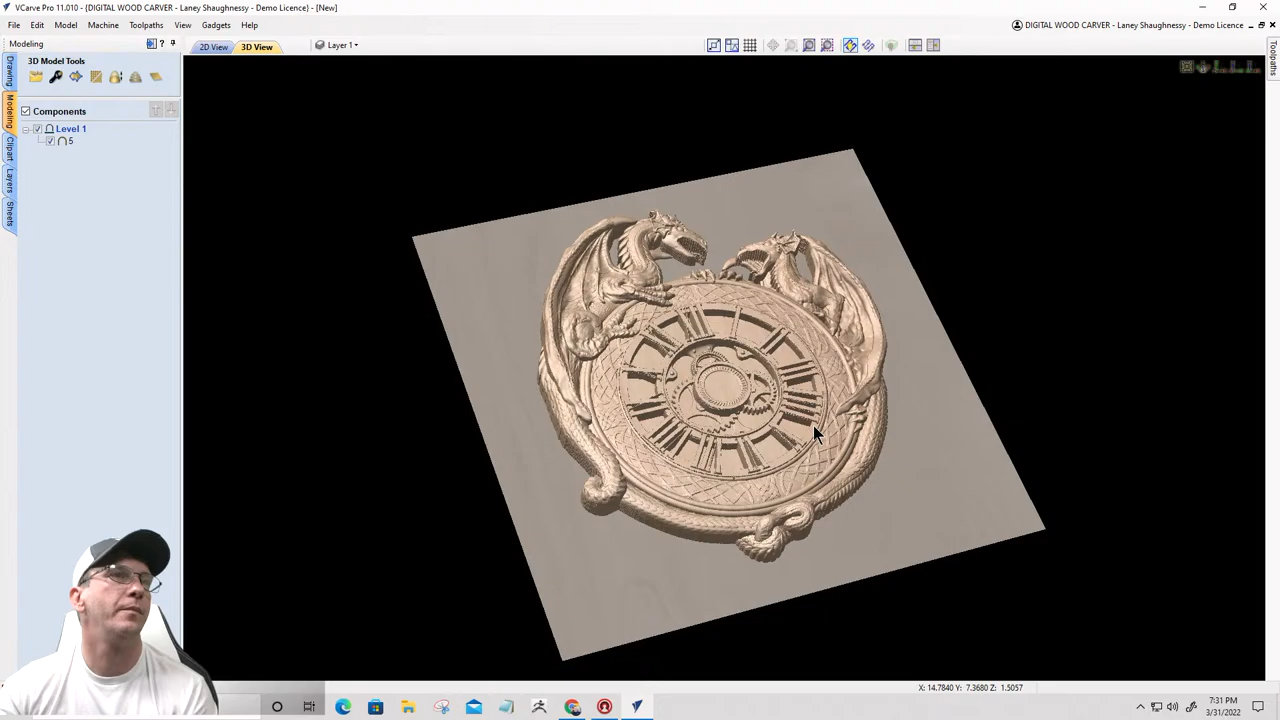 VCarve Pro 11.010 - {DIGITAL WOOD CARVER - Laney Shaughnessy - Demo Licence} - [New]
File Edit View Model Machine Toolpaths View Gadgets Help
DIGITAL WOOD CARVER - Laney Shaughnessy - Demo Licence
Modeling
2D View
3D View
Layer 1
3D Model Tools
Components
Level 1
5
Drawing
Modeling
Clipart
Layers
Sheets
Toolpaths
X: 14.7840 Y: 7.3680 Z: 1.5057
7:31 PM
3/31/2022